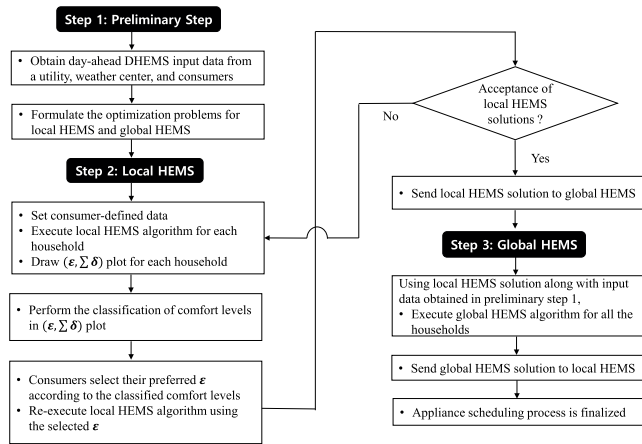 Step 1: Preliminary Step
• Obtain day-ahead DHEMS input data from
a utility, weather center, and consumers
• Formulate the optimization problems for
local HEMS and global HEMS
Step 2: Local HEMS
• Set consumer-defined data
• Execute local HEMS algorithm for each
household
• Draw (ε, ∑ δ) plot for each household
• Perform the classification of comfort levels
in (ε, ∑ δ) plot
• Consumers select their preferred ε
according to the classified comfort levels
• Re-execute local HEMS algorithm using
the selected ε
Acceptance of
local HEMS
solutions ?
No
Yes
• Send local HEMS solution to global HEMS
Step 3: Global HEMS
Using local HEMS solution along with input
data obtained in preliminary step 1,
• Execute global HEMS algorithm for all the
households
• Send global HEMS solution to local HEMS
• Appliance scheduling process is finalized